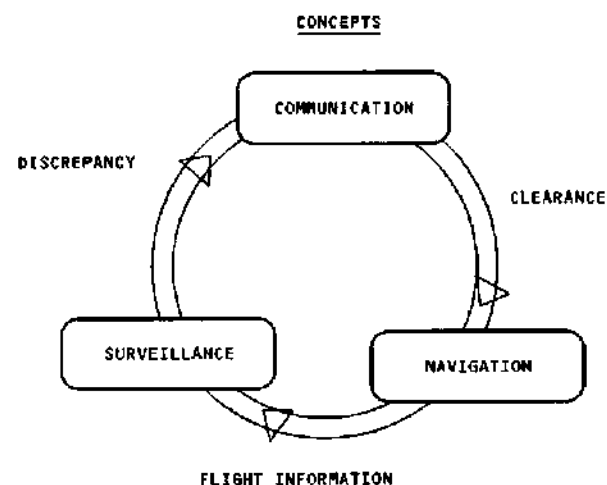 CONCEPTS
COMMUNICATION
DISCREPANCY
CLEARANCE
SURVEILLANCE
NAVIGATION
FLIGHT INFORMATION